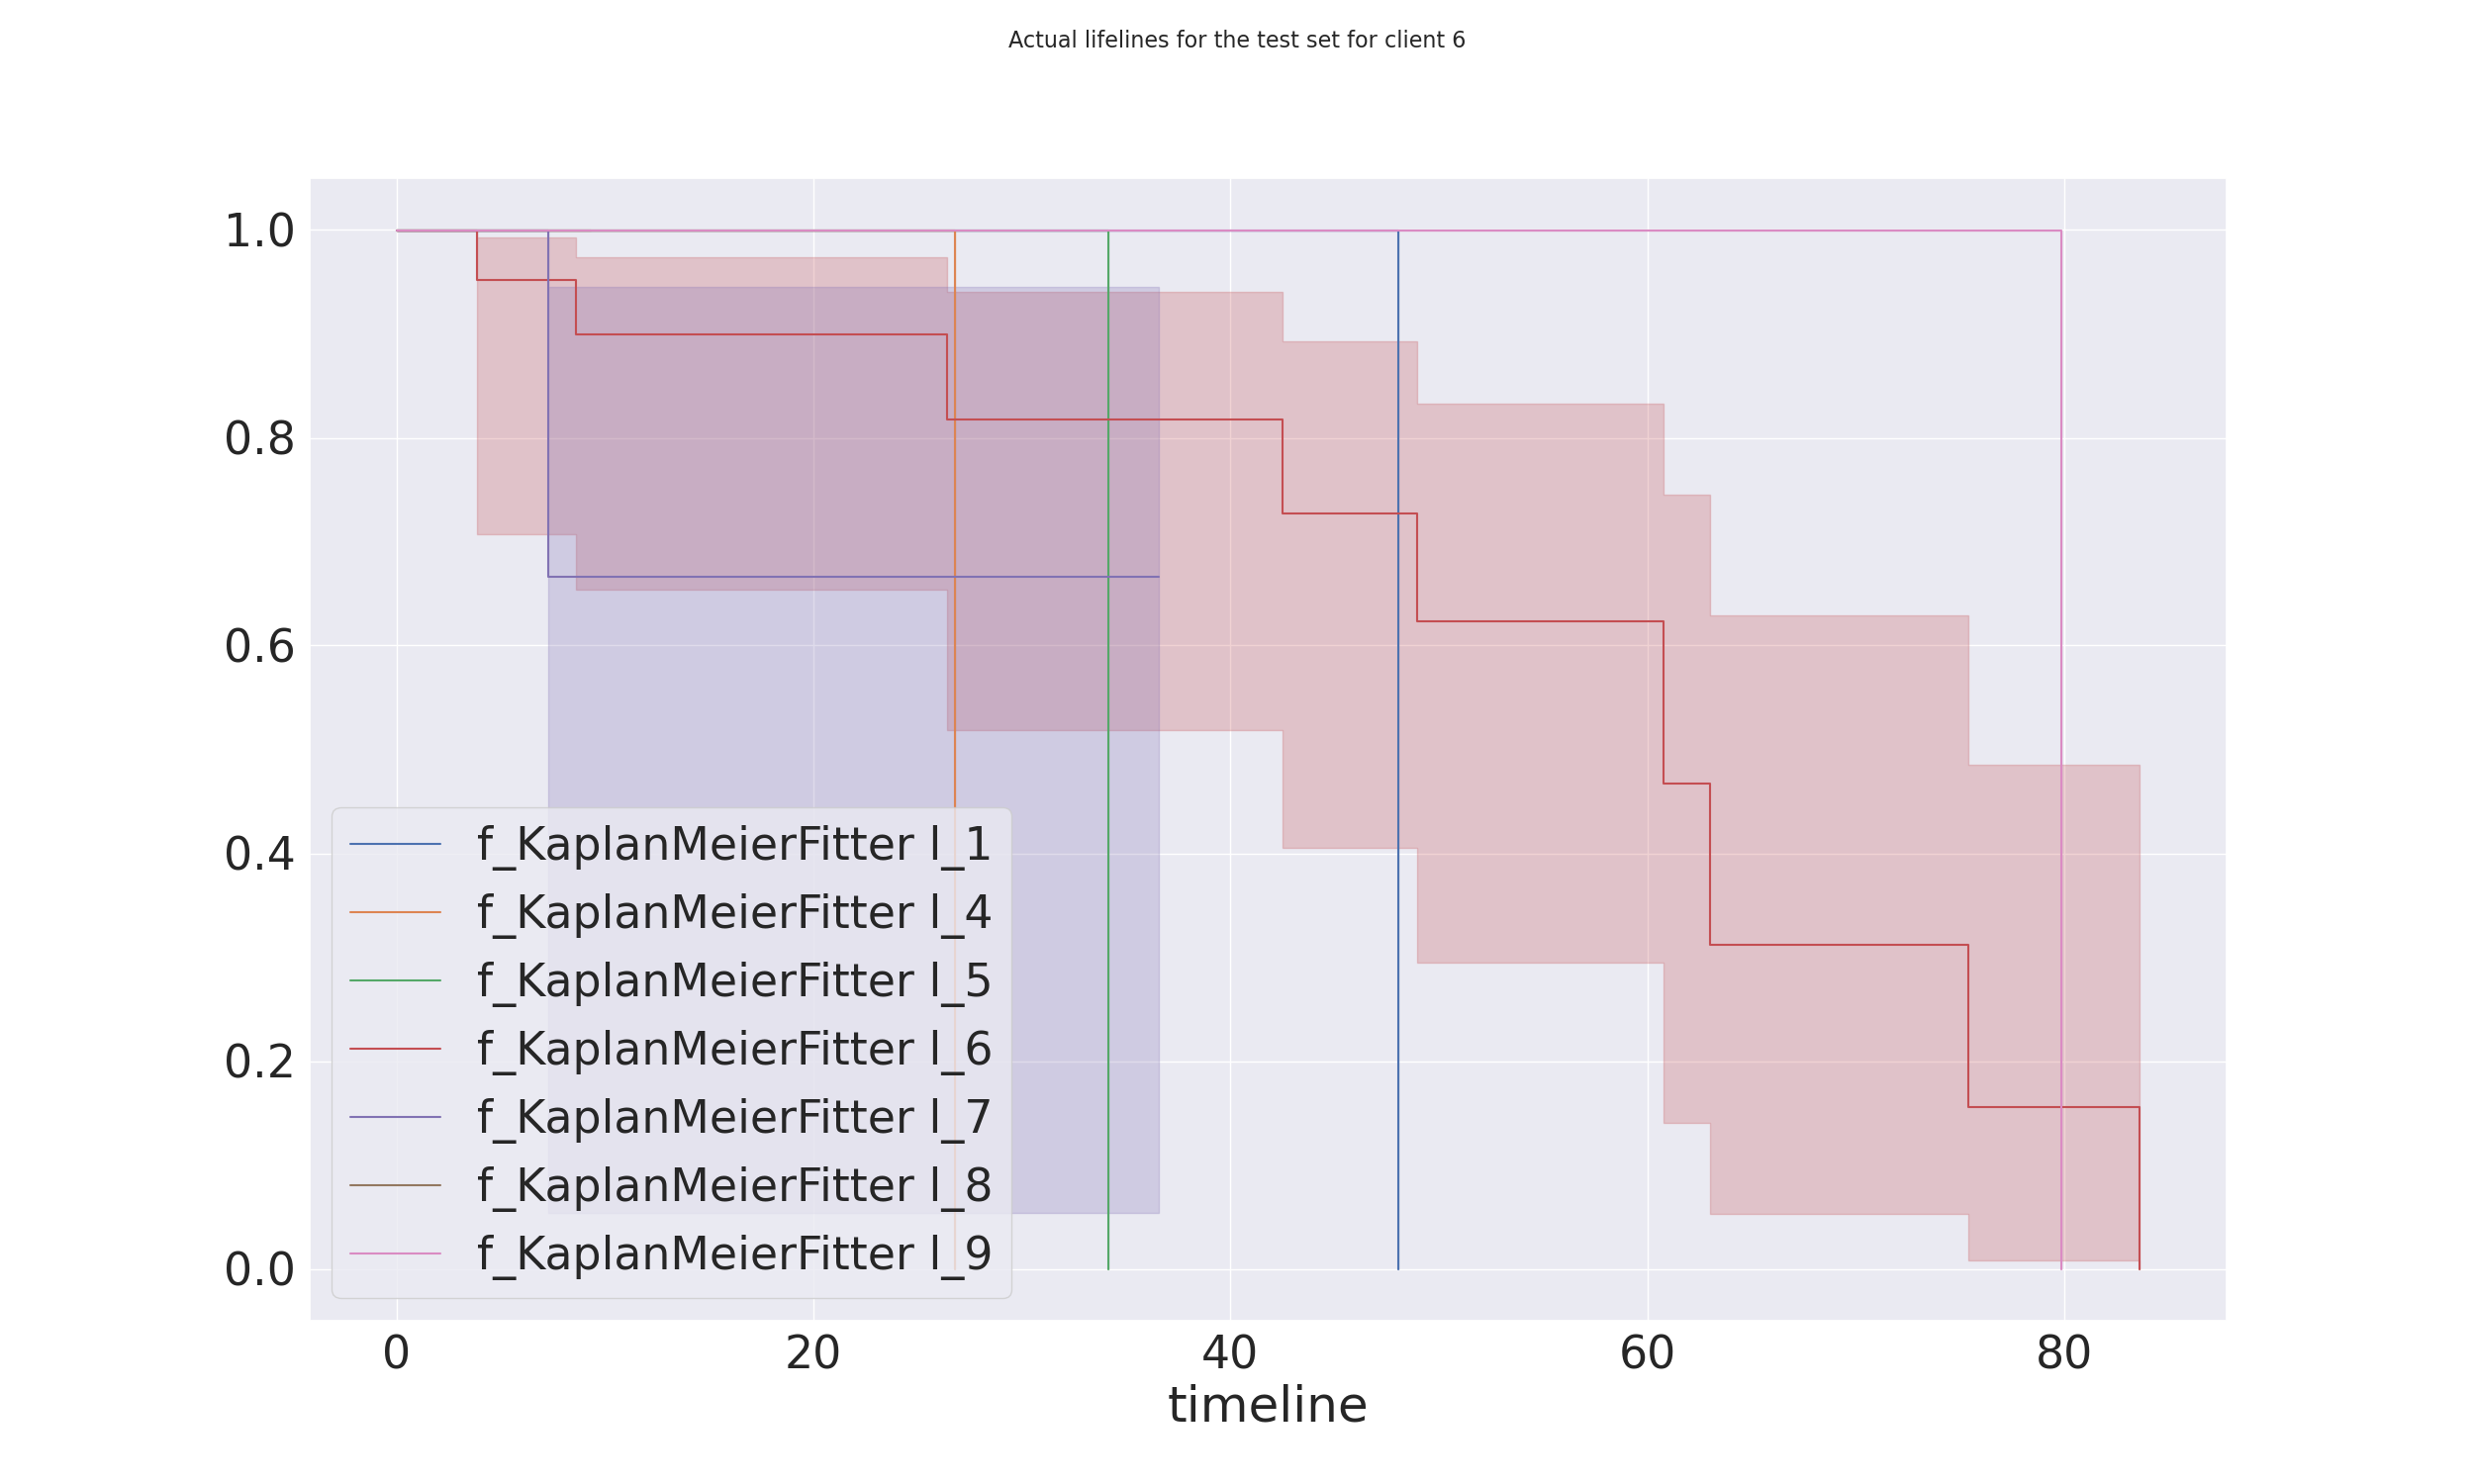 Actual lifelines for the test set for client 6
1.0
0.8
0.6
0.4
0.2
0.0
f_KaplanMeierFitter l_1
f_KaplanMeierFitter l_4
f_KaplanMeierFitter l_5
f_KaplanMeierFitter l_6
f_KaplanMeierFitter l_7
f_KaplanMeierFitter l_8
f_KaplanMeierFitter l_9
0 20 40 60 80
timeline